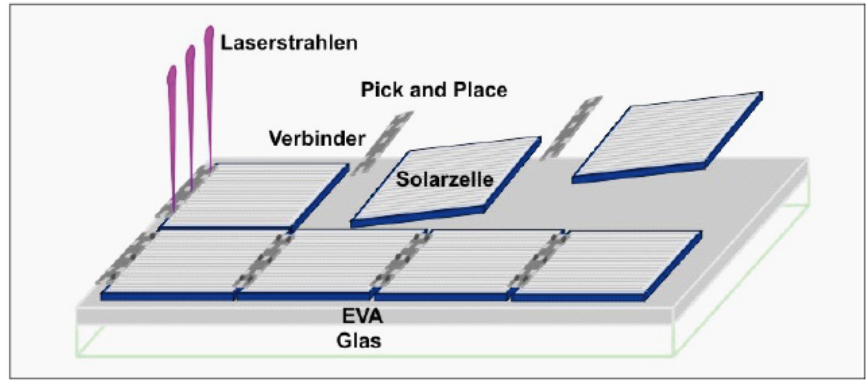 Laserstrahlen
Pick and Place
Verbinder
Solarzelle
EVA
Glas